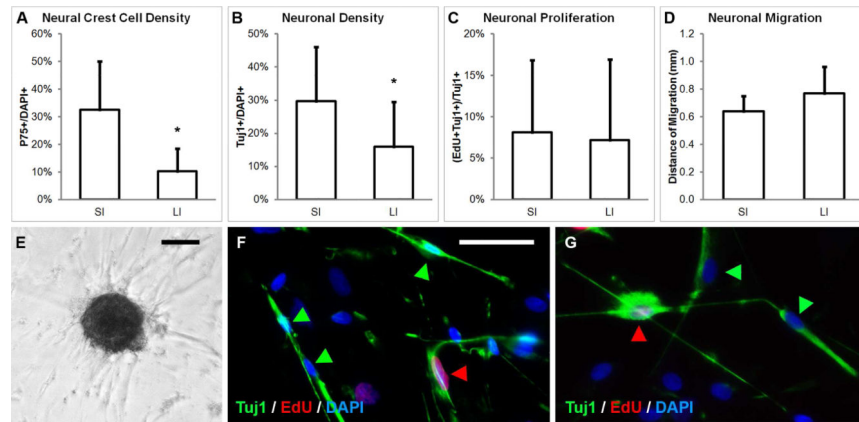 A Neural Crest Cell Density
P75+/DAPI+
60%
50%
40%
30%
20%
10%
0%
SI LI
*
B Neuronal Density
Tuj1+/DAPI+
50%
40%
30%
20%
10%
0%
SI LI
*
C Neuronal Proliferation
(EdU+Tuj1+)/Tuj1+
20%
15%
10%
5%
0%
SI LI
D Neuronal Migration
Distance of Migration (mm)
1.2
1.0
0.8
0.6
0.4
0.2
0.0
SI LI
E
F
Tuj1 / EdU / DAPI
G
Tuj1 / EdU / DAPI